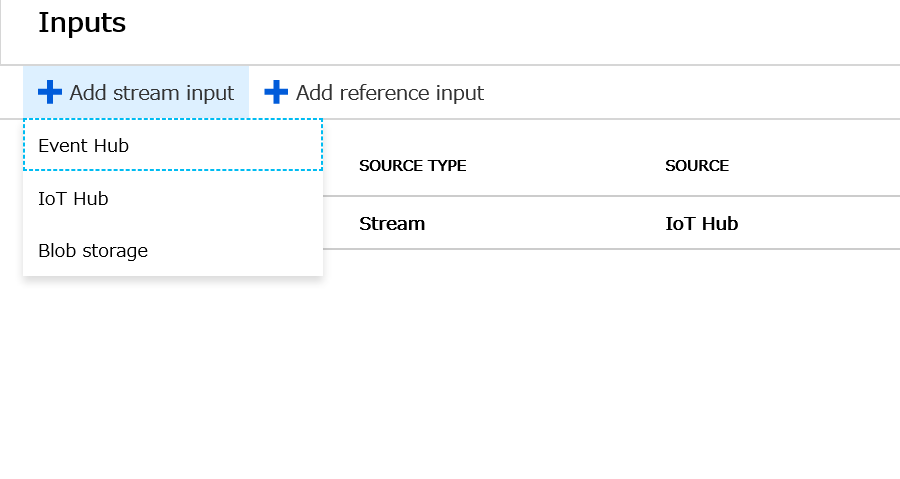 Inputs
Add stream input Add reference input
Event Hub
IoT Hub
Blob storage
SOURCE TYPE SOURCE
Stream IoT Hub